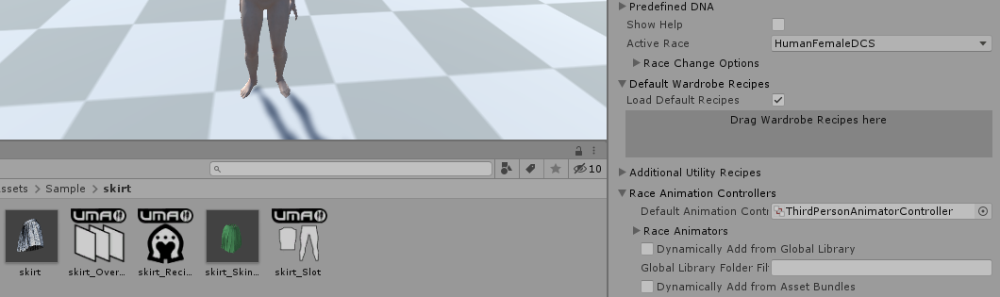 Predefined DNA
Show Help
Active Race HumanFemaleDCS
Race Change Options
Default Wardrobe Recipes
Load Default Recipes
Drag Wardrobe Recipes here
Additional Utility Recipes
Race Animation Controllers
Default Animation Conti ThirdPersonAnimatorController
Race Animators
Dynamically Add from Global Library
Global Library Folder Fil
Dynamically Add from Asset Bundles
10
ssets > Sample > skirt
UMA UMA UMA
skirt skirt_Over... skirt_Reci... skirt_Skin... skirt_Slot